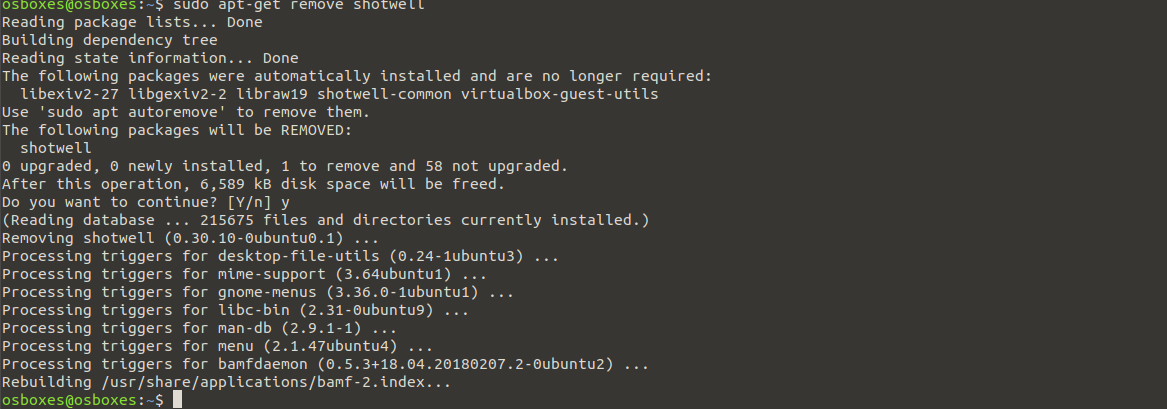 osboxes@osboxes:~$ sudo apt-get remove shotwell
Reading package lists... Done
Building dependency tree
Reading state information... Done
The following packages were automatically installed and are no longer required:
  libexiv2-27 libgexiv2-2 libraw19 shotwell-common virtualbox-guest-utils
Use 'sudo apt autoremove' to remove them.
The following packages will be REMOVED:
  shotwell
0 upgraded, 0 newly installed, 1 to remove and 58 not upgraded.
After this operation, 6,589 kB disk space will be freed.
Do you want to continue? [Y/n] y
(Reading database ... 215675 files and directories currently installed.)
Removing shotwell (0.30.10-0ubuntu0.1) ...
Processing triggers for desktop-file-utils (0.24-1ubuntu3) ...
Processing triggers for mime-support (3.64ubuntu1) ...
Processing triggers for gnome-menus (3.36.0-1ubuntu1) ...
Processing triggers for libc-bin (2.31-0ubuntu9) ...
Processing triggers for man-db (2.9.1-1) ...
Processing triggers for menu (2.1.47ubuntu4) ...
Processing triggers for bamfdaemon (0.5.3+18.04.20180207.2-0ubuntu2) ...
Rebuilding /usr/share/applications/bamf-2.index...
osboxes@osboxes:~$